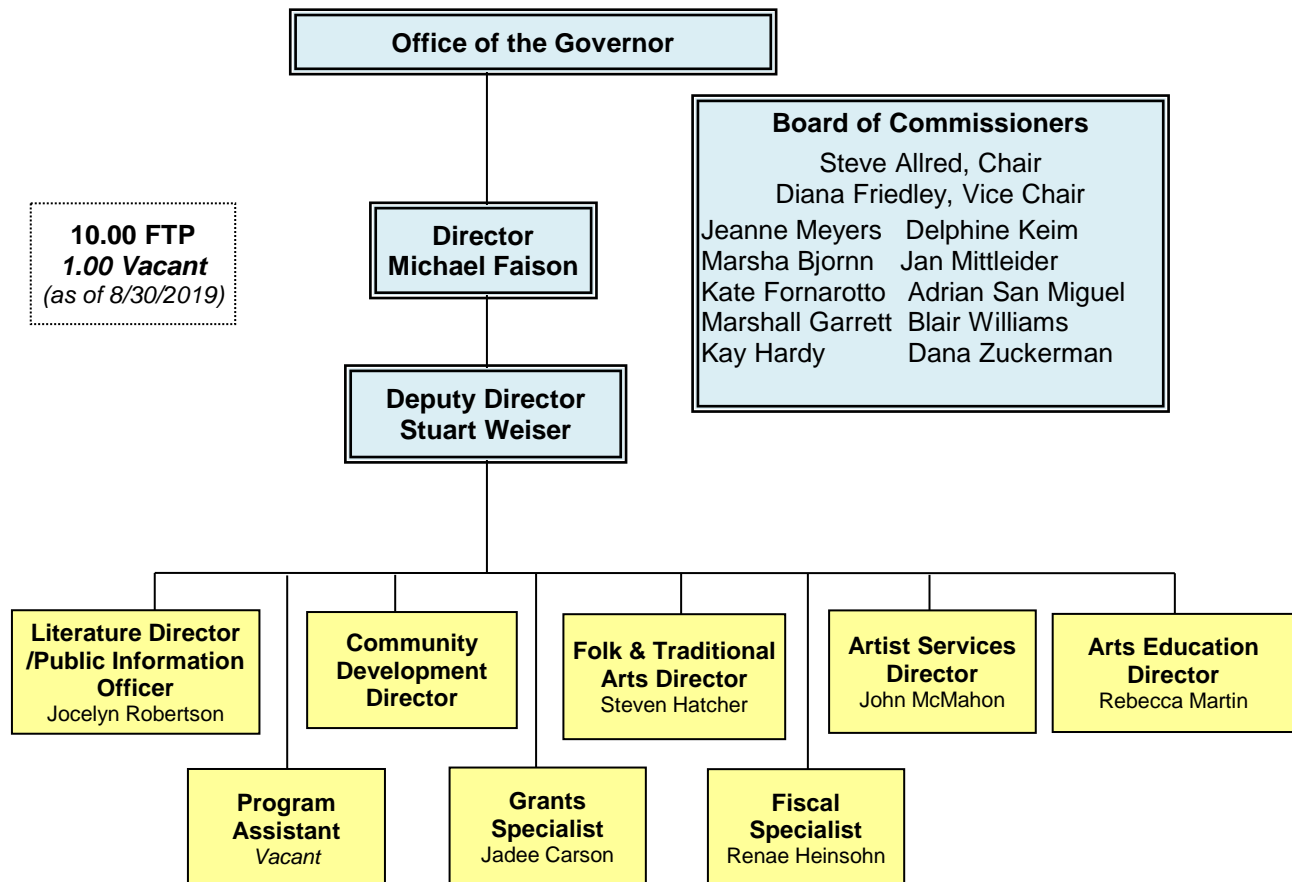 Office of the Governor
Board of Commissioners
Steve Allred, Chair
Diana Friedley, Vice Chair
Jeanne Meyers Delphine Keim
Marsha Bjornn Jan Mittleider
Kate Fornarotto Adrian San Miguel
Marshall Garrett Blair Williams
Kay Hardy Dana Zuckerman
10.00 FTP
1.00 Vacant
(as of 8/30/2019)
Director
Michael Faison
Deputy Director
Stuart Weiser
Literature Director
/Public Information
Officer
Jocelyn Robertson
Community
Development
Director
Folk & Traditional
Arts Director
Steven Hatcher
Artist Services
Director
John McMahon
Arts Education
Director
Rebecca Martin
Program
Assistant
Vacant
Grants
Specialist
Jadee Carson
Fiscal
Specialist
Renae Heinsohn